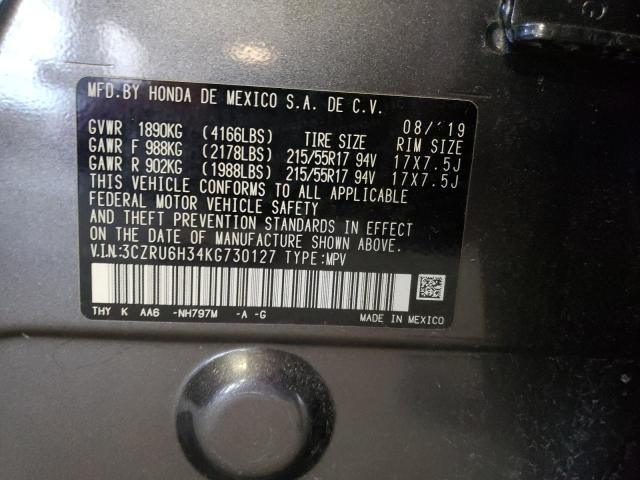 MFD.BY HONDA DE MEXICO S.A. DE C.V.
08/'19
GVWR 1890KG (4166LBS) TIRE SIZE RIM SIZE
GAWR F 988KG (2178LBS) 215/55R17 94V 17X7.5J
GAWR R 902KG (1988LBS) 215/55R17 94V 17X7.5J
THIS VEHICLE CONFORMS TO ALL APPLICABLE
FEDERAL MOTOR VEHICLE SAFETY
AND THEFT PREVENTION STANDARDS IN EFFECT
ON THE DATE OF MANUFACTURE SHOWN ABOVE.
V.I.N:3CZRU6H34KG730127 TYPE:MPV
THY K AA6 -NH797M -A -G
MADE IN MEXICO